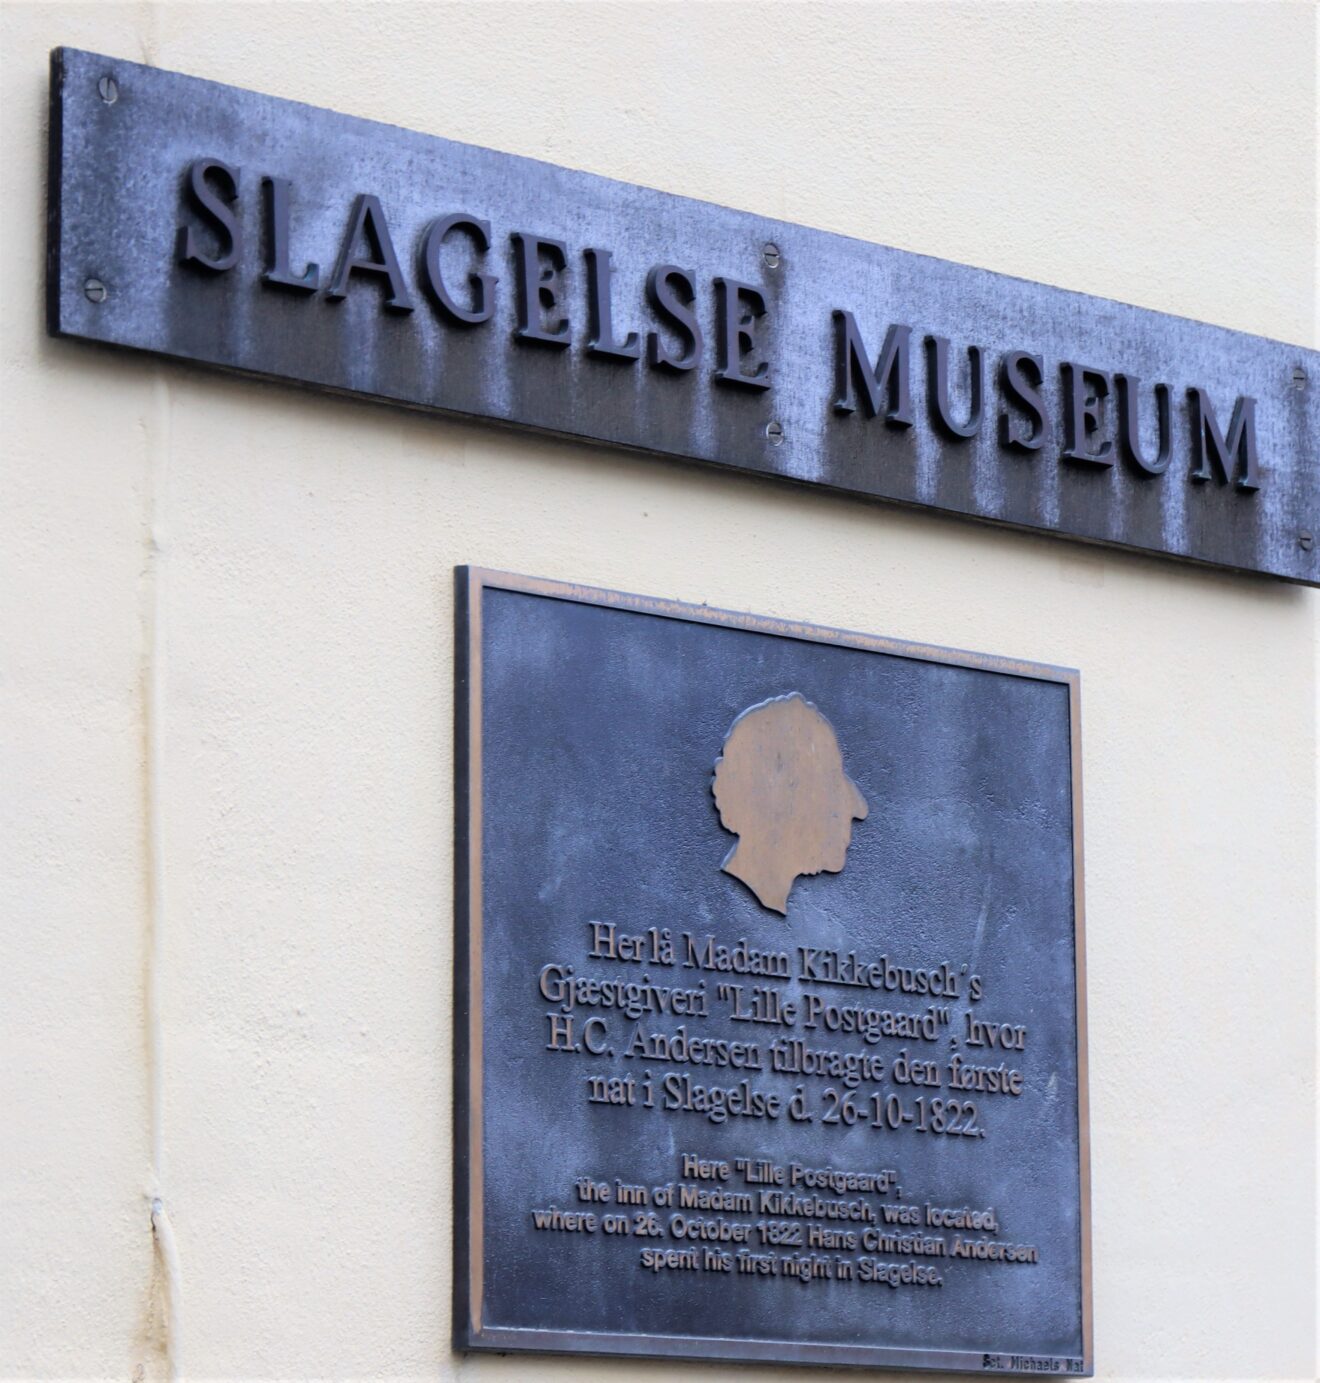 SLAGELSE MUSEUM
Her lå Madam Kikkebusch's
Gjæstgiveri "Lille Postgaard", hvor
H.C. Andersen tilbragte den første
nat i Slagelse d. 26-10-1822.
Here "Lille Postgaard",
the inn of Madam Kikkebusch, was located,
where on 26. October 1822 Hans Christian Andersen
spent his first night in Slagelse.
Sct. Michaels Nat